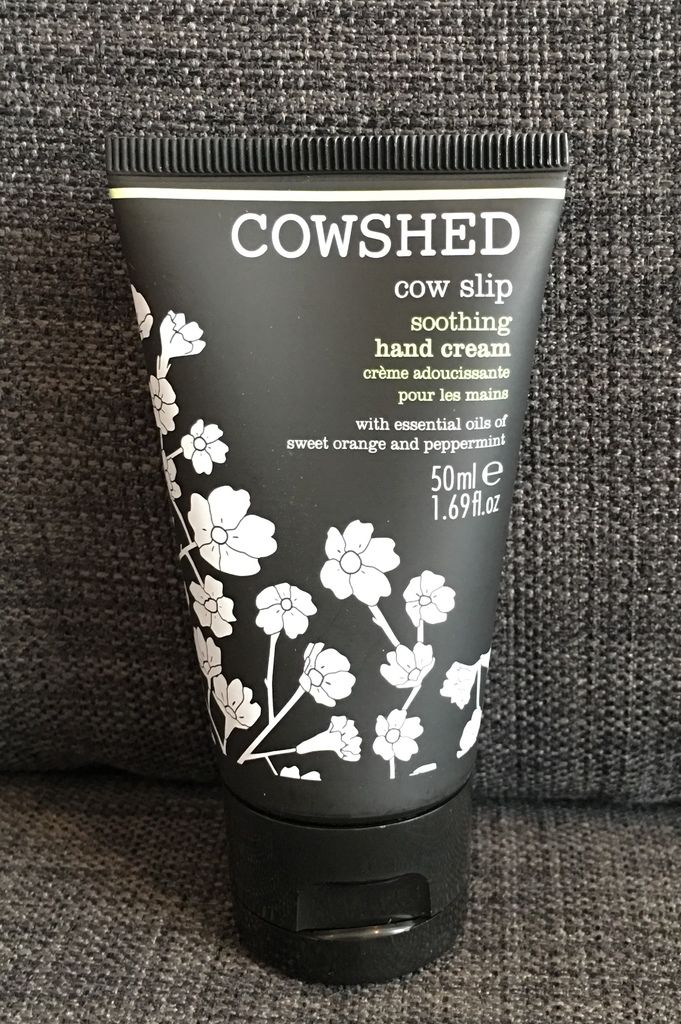 COWSHED
cow slip
soothing
hand cream
crème adoucissante
pour les mains
with essential oils of
sweet orange and peppermint
50ml e
1.69fl.oz